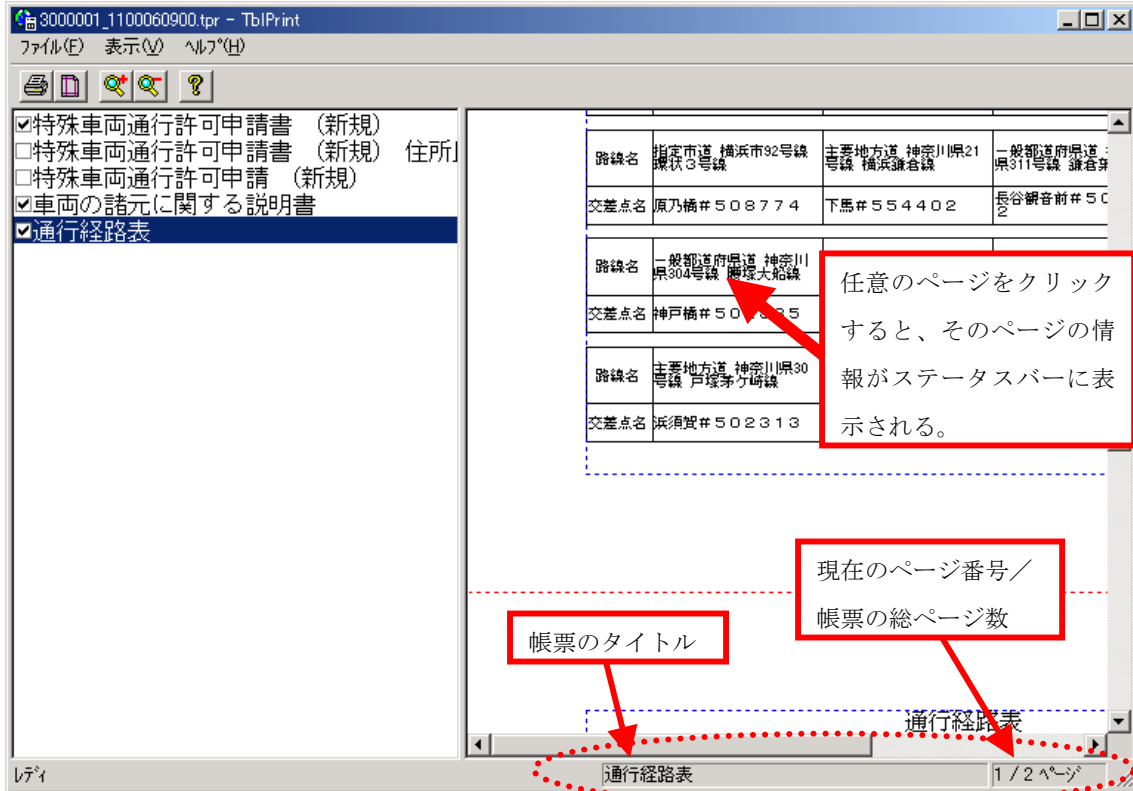 3000001_1100060900.tpr - TblPrint
ﾌｧｲﾙ(F) 表示(V) ﾍﾙﾌﾟ(H)
特殊車両通行許可申請書 （新規）
特殊車両通行許可申請書 （新規） 住所
特殊車両通行許可申請 （新規）
車両の諸元に関する説明書
通行経路表
路線名 指定市道 横浜市92号線 環状３号線 主要地方道 神奈川県21号線 横浜鎌倉線 一般都道府県道 県311号線 鎌倉
交差点名 原乃橋＃５０８７７４ 下馬＃５５４４０２ 長谷観音前＃５０ ２
路線名 一般都道府県道 神奈川県304号線 腰塚大船線
交差点名 神戸橋＃５０
路線名 主要地方道 神奈川県30号線 戸塚茅ケ崎線
交差点名 浜須賀＃５０２３１３
任意のページをクリック
すると、そのページの情
報がステータスバーに表
示される。
現在のページ番号／
帳票の総ページ数
帳票のタイトル
通行経路表
ﾚﾃﾞｨ 通行経路表 1 / 2 ﾍﾟｰｼﾞ